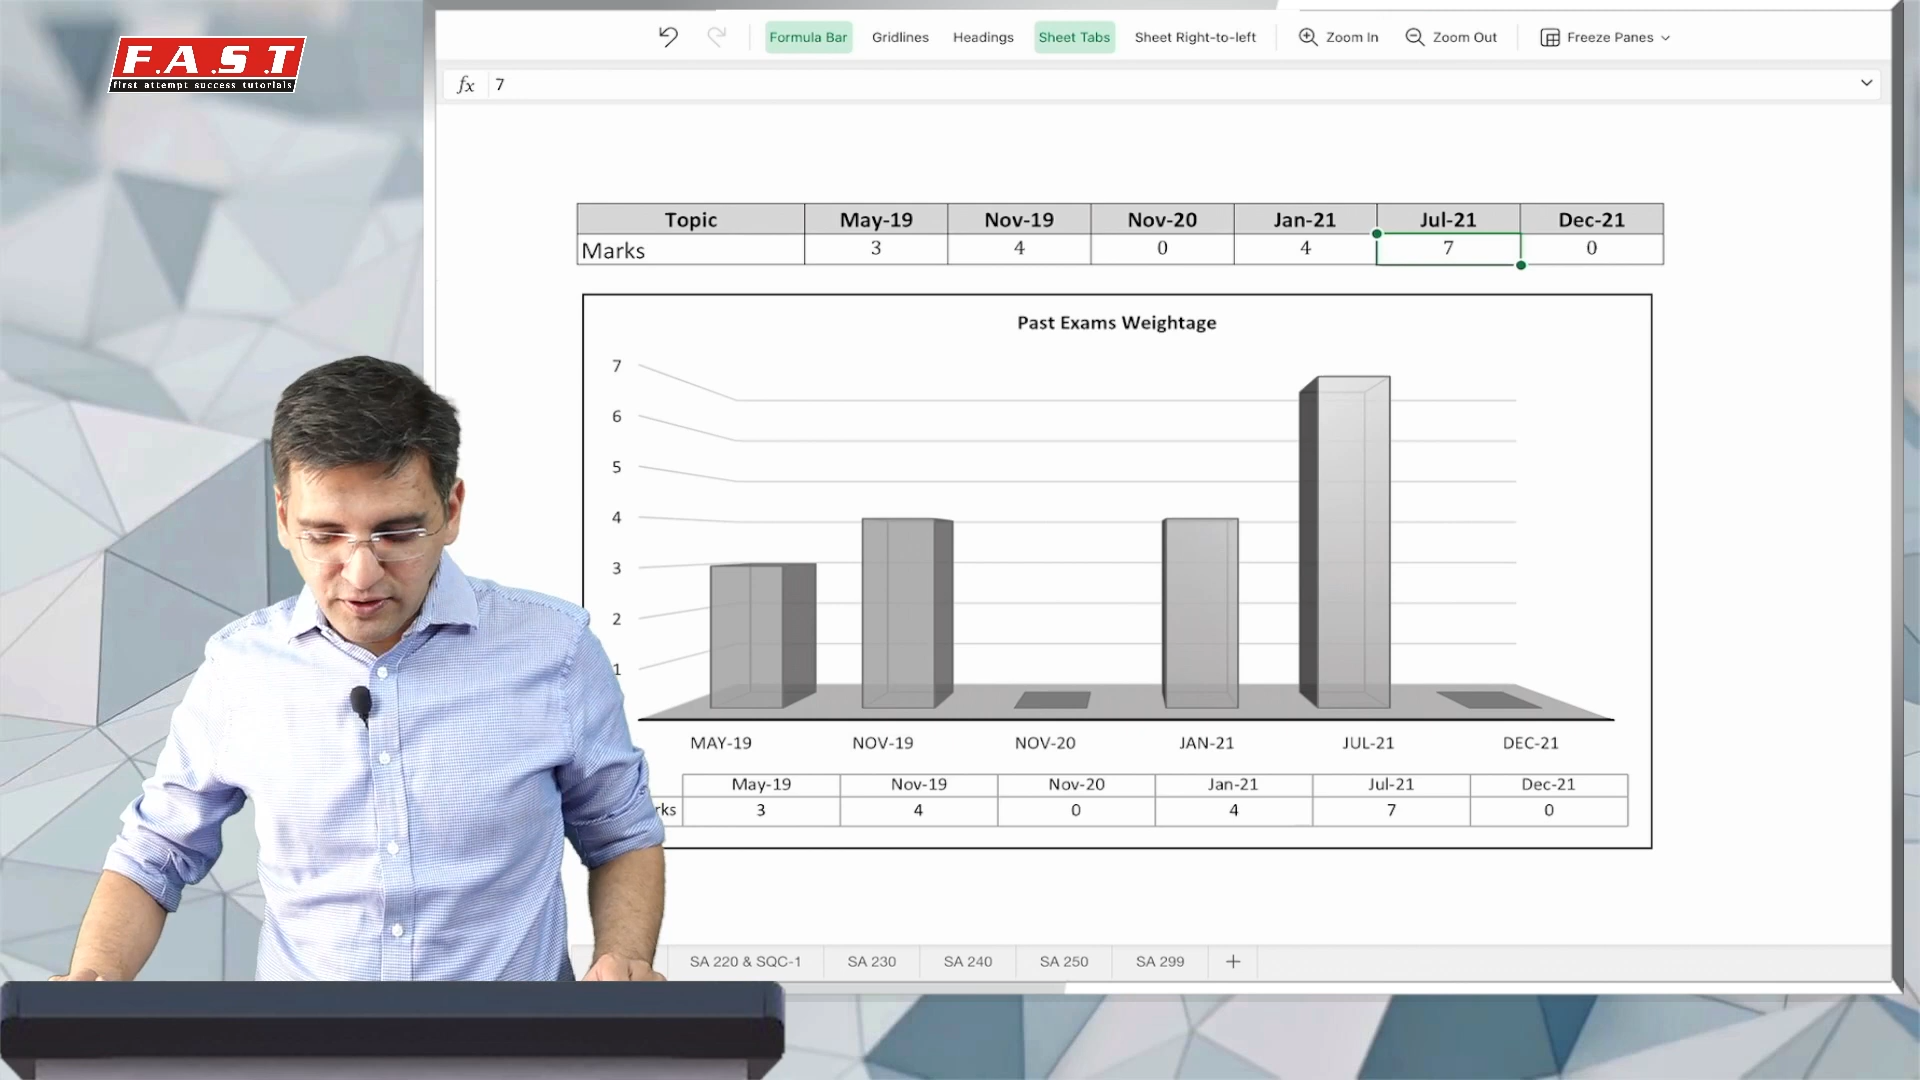 F.A.S.T
first attempt success tutorials
Formula Bar Gridlines Headings Sheet Tabs Sheet Right-to-left Zoom In Zoom Out Freeze Panes
fx 7
Topic May-19 Nov-19 Nov-20 Jan-21 Jul-21 Dec-21
Marks 3 4 0 4 7 0
Past Exams Weightage
7
6
5
4
3
2
1
MAY-19 NOV-19 NOV-20 JAN-21 JUL-21 DEC-21
May-19 Nov-19 Nov-20 Jan-21 Jul-21 Dec-21
rks 3 4 0 4 7 0
SA 220 & SQC-1 SA 230 SA 240 SA 250 SA 299